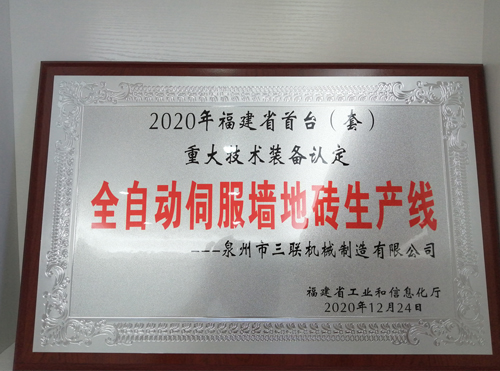 2020年福建省首台（套）
重大技术装备认定
全自动伺服墙地砖生产线
---泉州市三联机械制造有限公司
福建省工业和信息化厅
2020年12月24日